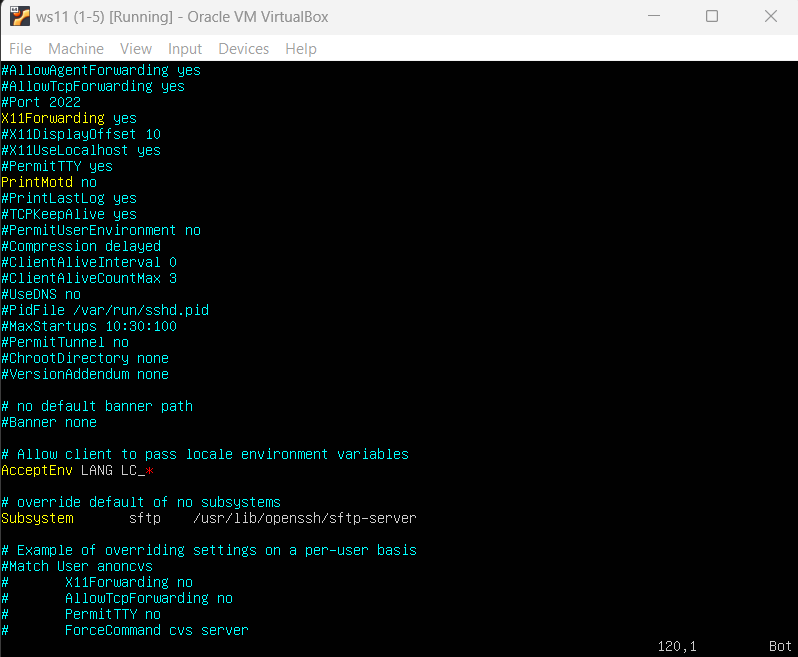 ws11 (1-5) [Running] - Oracle VM VirtualBox
File Machine View Input Devices Help
#AllowAgentForwarding yes
#AllowTcpForwarding yes
#Port 2022
X11Forwarding yes
#X11DisplayOffset 10
#X11UseLocalhost yes
#PermitTTY yes
PrintMotd no
#PrintLastLog yes
#TCPKeepAlive yes
#PermitUserEnvironment no
#Compression delayed
#ClientAliveInterval 0
#ClientAliveCountMax 3
#UseDNS no
#PidFile /var/run/sshd.pid
#MaxStartups 10:30:100
#PermitTunnel no
#ChrootDirectory none
#VersionAddendum none

# no default banner path
#Banner none

# Allow client to pass locale environment variables
AcceptEnv LANG LC_*

# override default of no subsystems
Subsystem       sftp    /usr/lib/openssh/sftp-server

# Example of overriding settings on a per-user basis
#Match User anoncvs
#       X11Forwarding no
#       AllowTcpForwarding no
#       PermitTTY no
#       ForceCommand cvs server
120,1 Bot